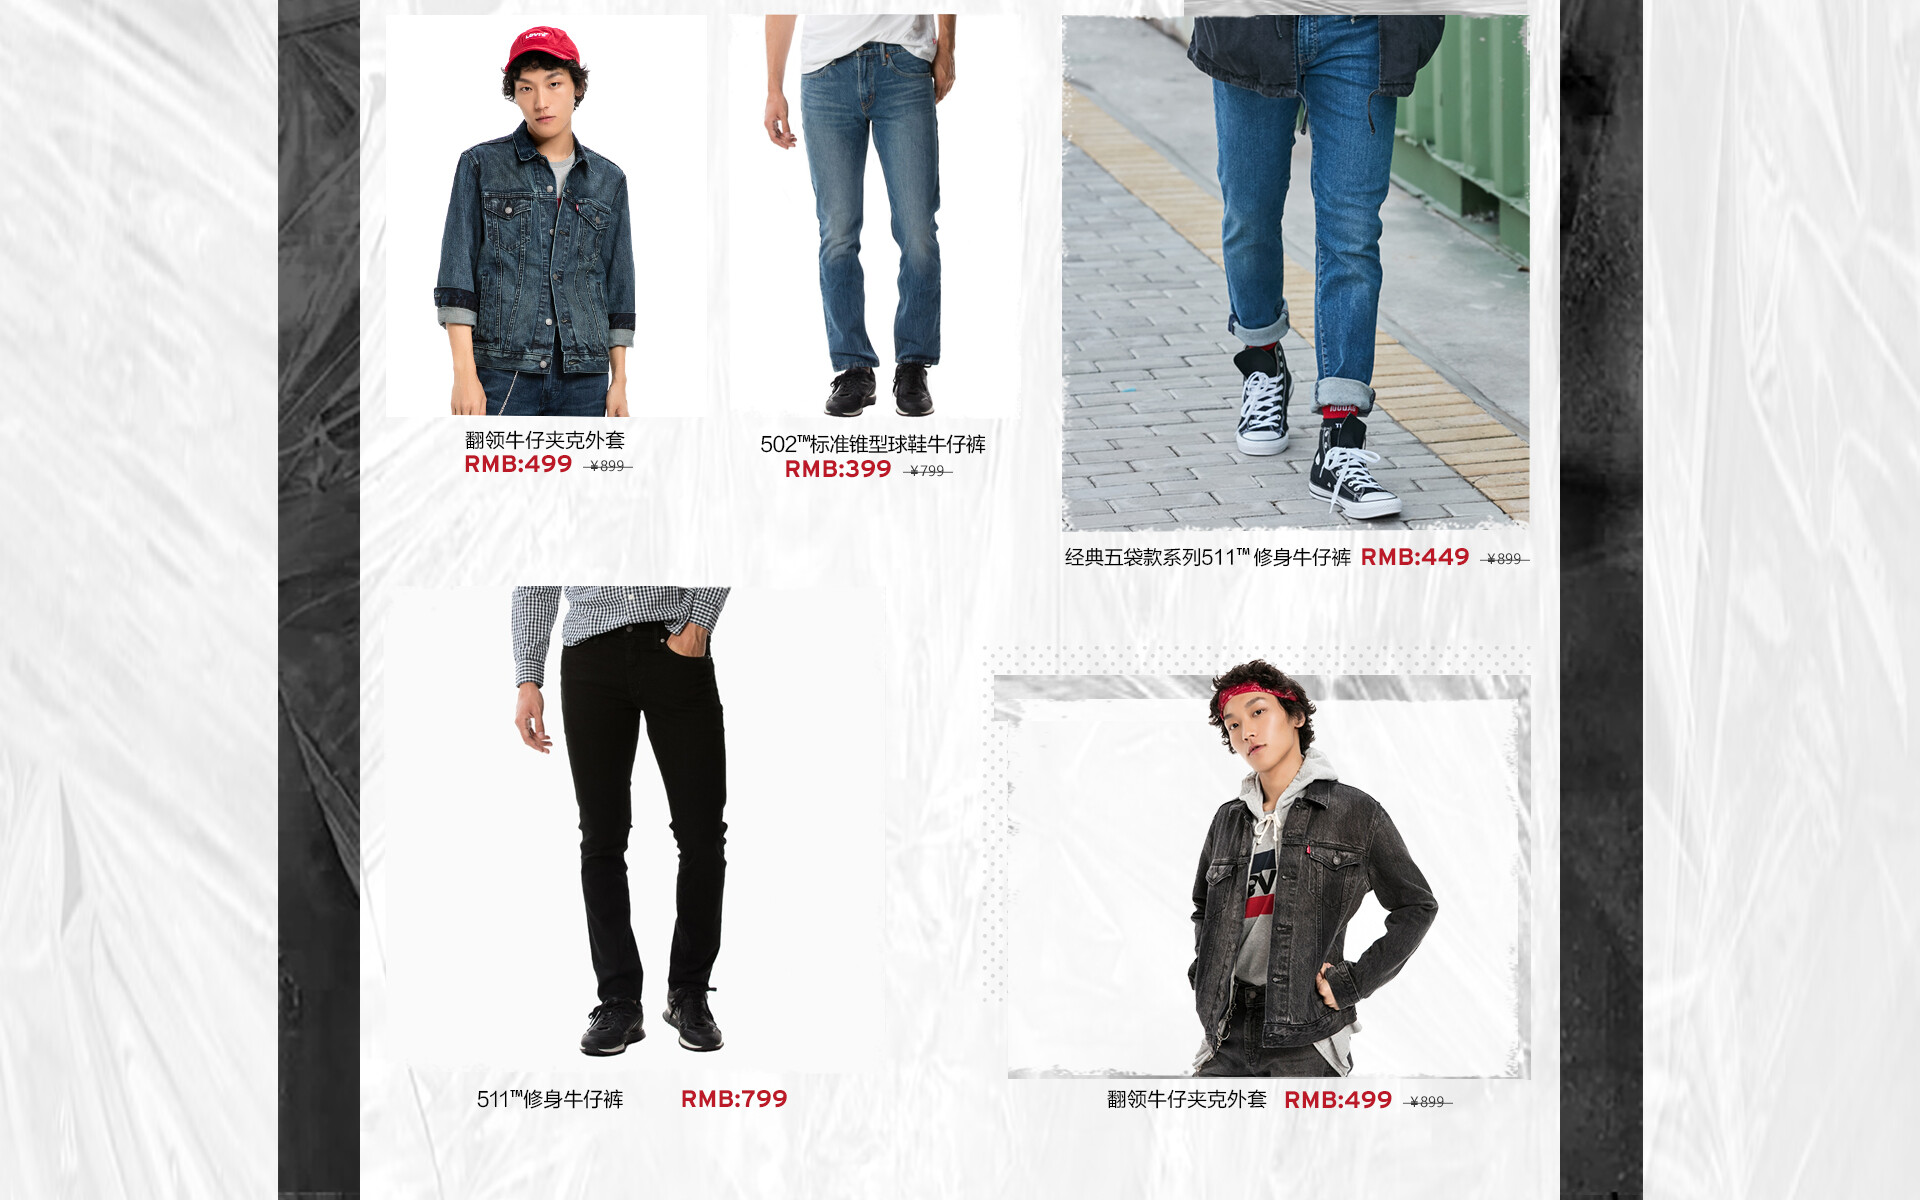 LEVI'S
翻领牛仔夹克外套
RMB:499 ¥899
502™标准锥型球鞋牛仔裤
RMB:399 ¥799
经典五袋款系列511™ 修身牛仔裤 RMB:449 ¥899
511™修身牛仔裤 RMB:799
翻领牛仔夹克外套 RMB:499 ¥899